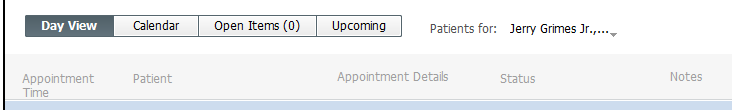 Day View Calendar Open Items (0) Upcoming Patients for: Jerry Grimes Jr.,...
Appointment Time Patient Appointment Details Status Notes